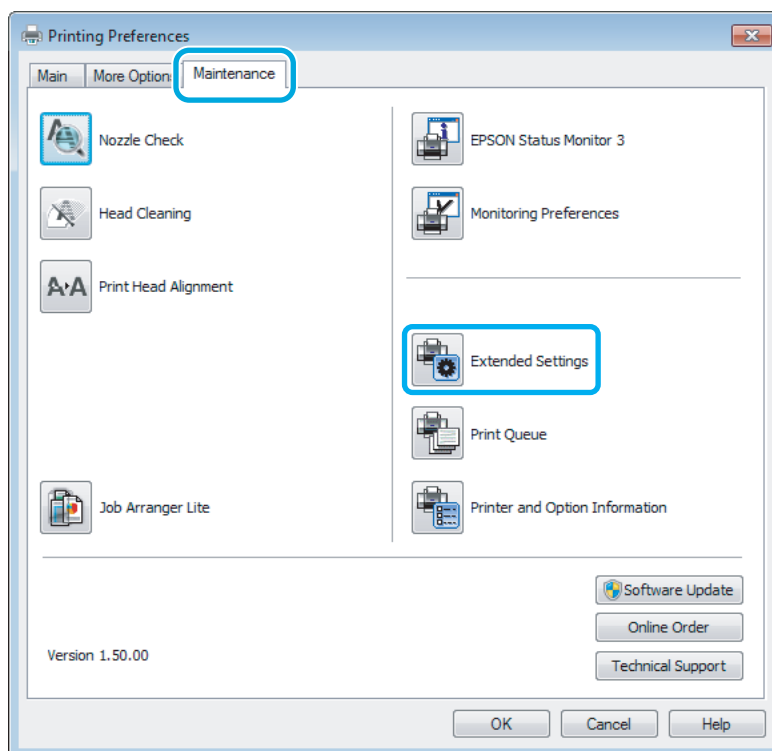 Printing Preferences
Main
More Option
Maintenance
Nozzle Check
Head Cleaning
A A
Print Head Alignment
Job Arranger Lite
EPSON Status Monitor 3
Monitoring Preferences
Extended Settings
Print Queue
Printer and Option Information
Software Update
Online Order
Version 1.50.00
Technical Support
OK
Cancel
Help